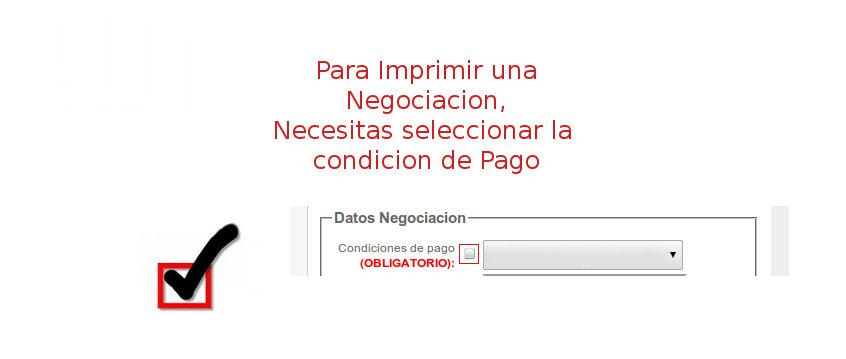 Para Imprimir una
Negociacion,
Necesitas seleccionar la
condicion de Pago
Datos Negociacion
Condiciones de pago
(OBLIGATORIO):